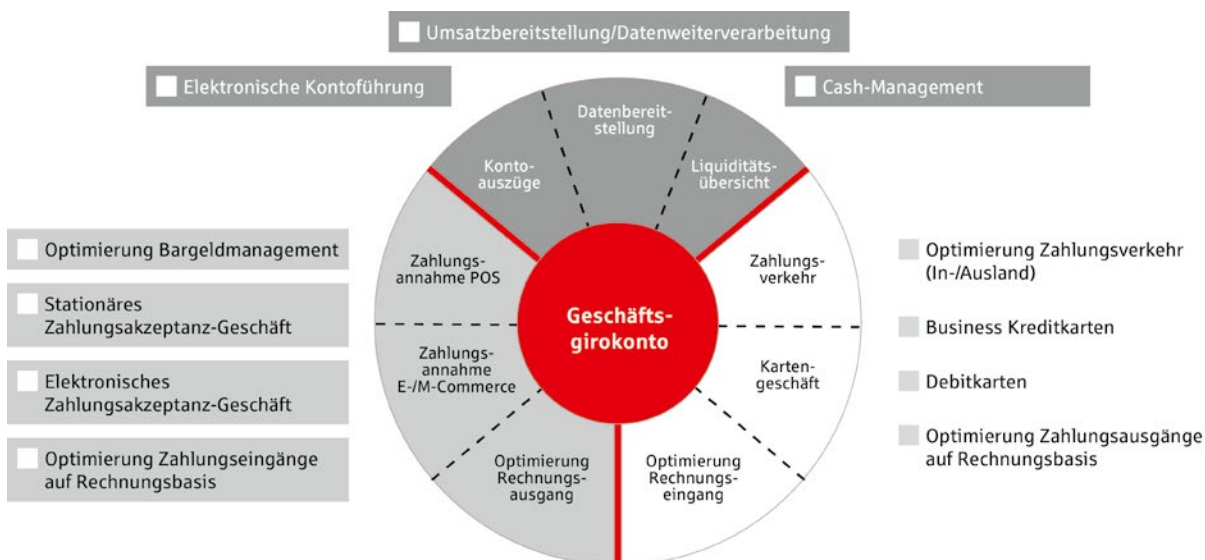 Umsatzbereitstellung/Datenweiterverarbeitung
Elektronische Kontoführung
Cash-Management
Datenbereit-
stellung
Konto-
auszüge
Liquiditäts-
übersicht
Optimierung Bargeldmanagement
Stationäres
Zahlungsakzeptanz-Geschäft
Elektronisches
Zahlungsakzeptanz-Geschäft
Optimierung Zahlungseingänge
auf Rechnungsbasis
Zahlungs-
annahme POS
Zahlungs-
annahme
E-/M-Commerce
Optimierung
Rechnungs-
ausgang
Geschäfts-
girokonto
Zahlungs-
verkehr
Karten-
geschäft
Optimierung
Rechnungs-
eingang
Optimierung Zahlungsverkehr
(In-/Ausland)
Business Kreditkarten
Debitkarten
Optimierung Zahlungsausgänge
auf Rechnungsbasis